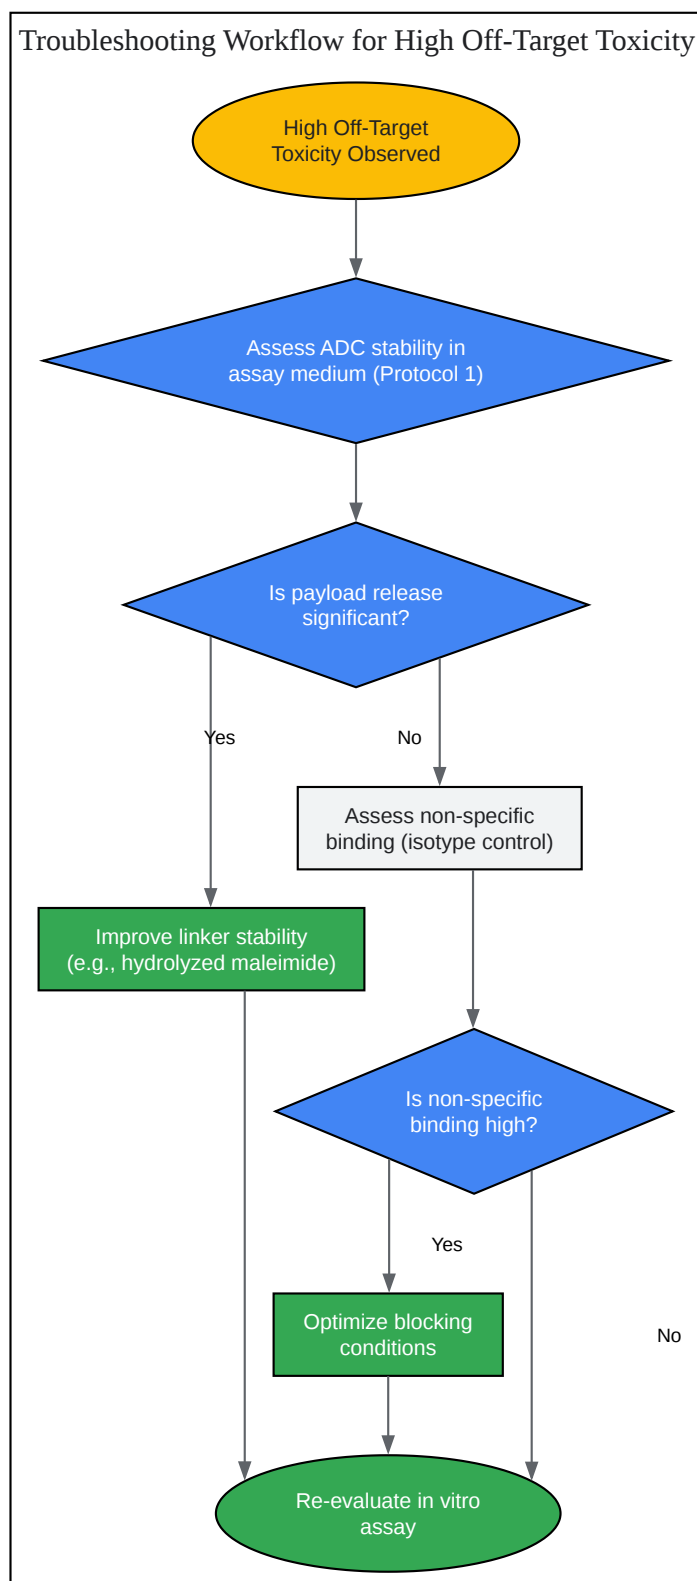 Troubleshooting Workflow for High Off-Target Toxicity
High Off-Target
Toxicity Observed
Assess ADC stability in
assay medium (Protocol 1)
Is payload release
significant?
Yes
No
Assess non-specific
binding (isotype control)
Improve linker stability
(e.g., hydrolyzed maleimide)
Is non-specific
binding high?
Yes
Optimize blocking
conditions
No
Re-evaluate in vitro
assay